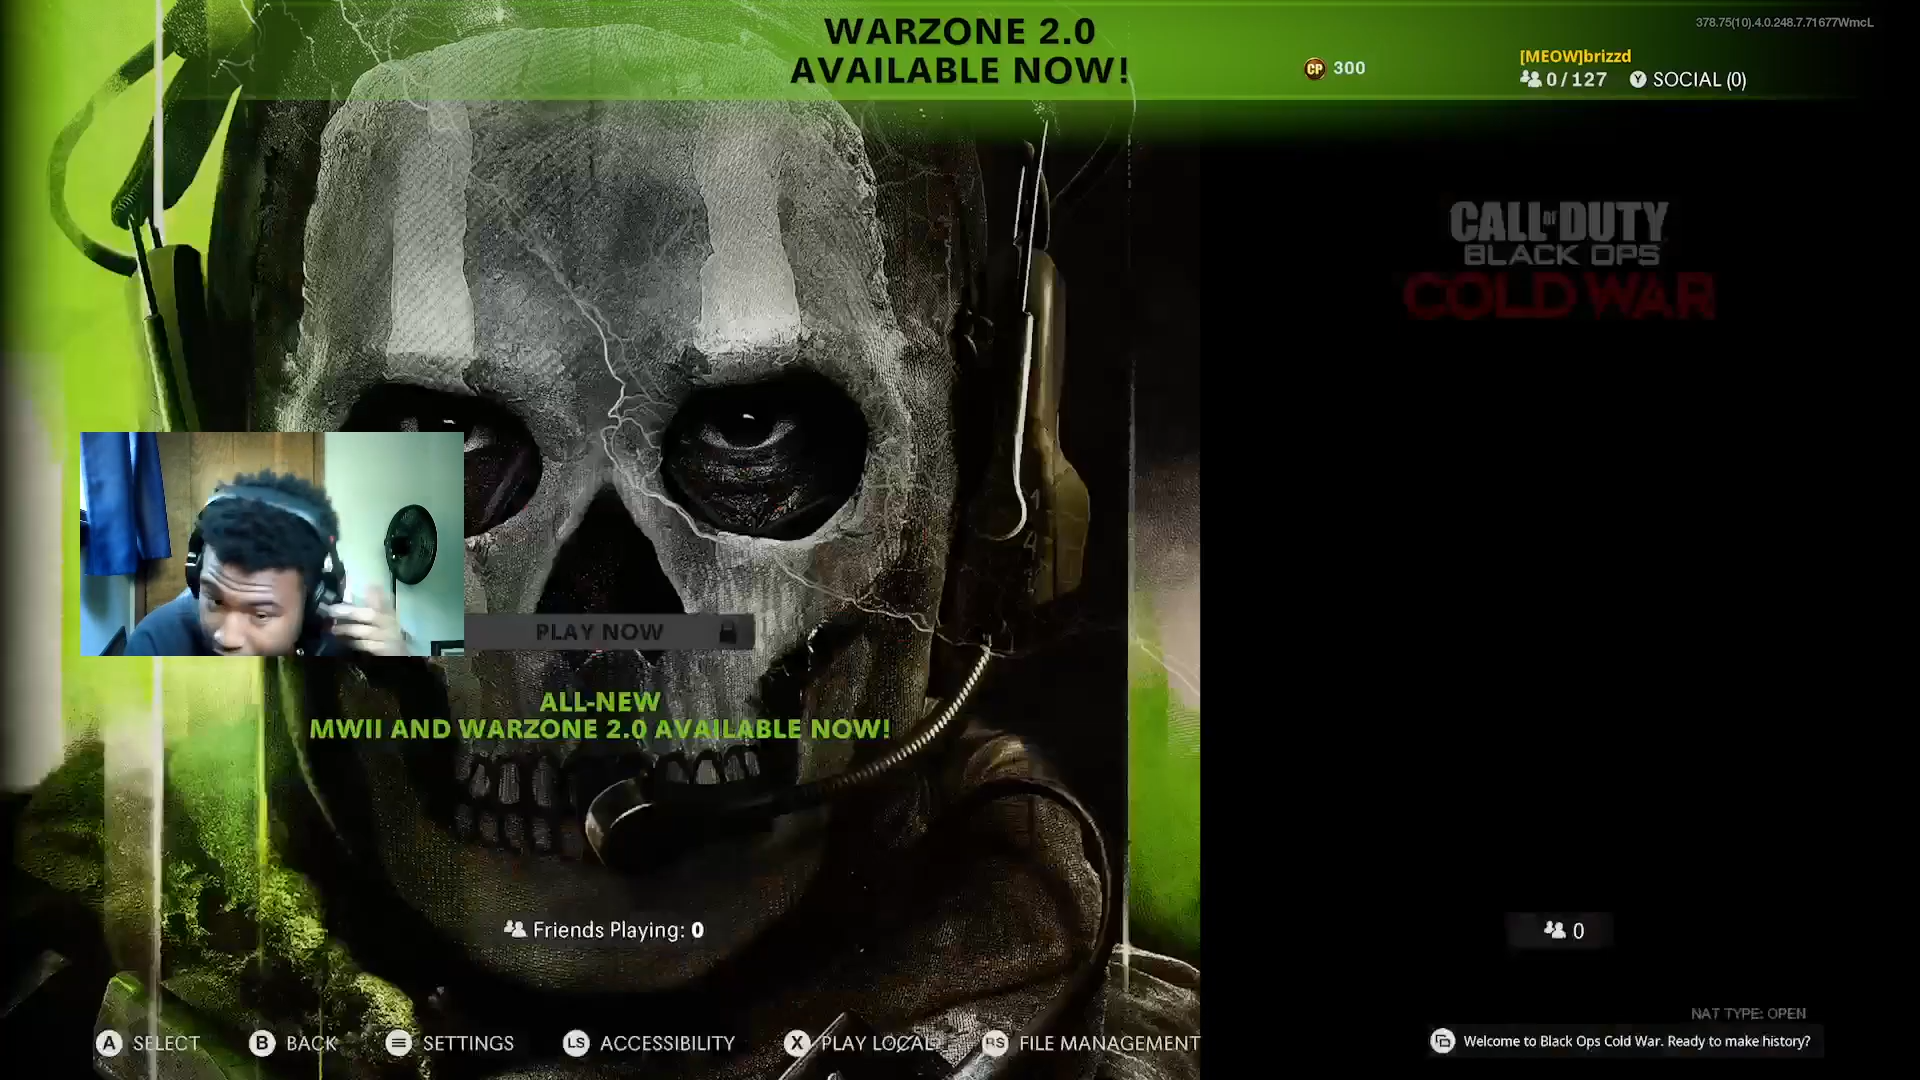 WARZONE 2.0
AVAILABLE NOW!
378.75(10).4.0.248.7.71677WmcL
CP 300
[MEOW]brizzd
0/127 Y SOCIAL (0)
CALL OF DUTY
BLACK OPS
COLD WAR
PLAY NOW
ALL-NEW
MWII AND WARZONE 2.0 AVAILABLE NOW!
Friends Playing: 0
0
NAT TYPE: OPEN
A SELECT B BACK SETTINGS LS ACCESSIBILITY X PLAY LOCAL RS FILE MANAGEMENT
Welcome to Black Ops Cold War. Ready to make history?